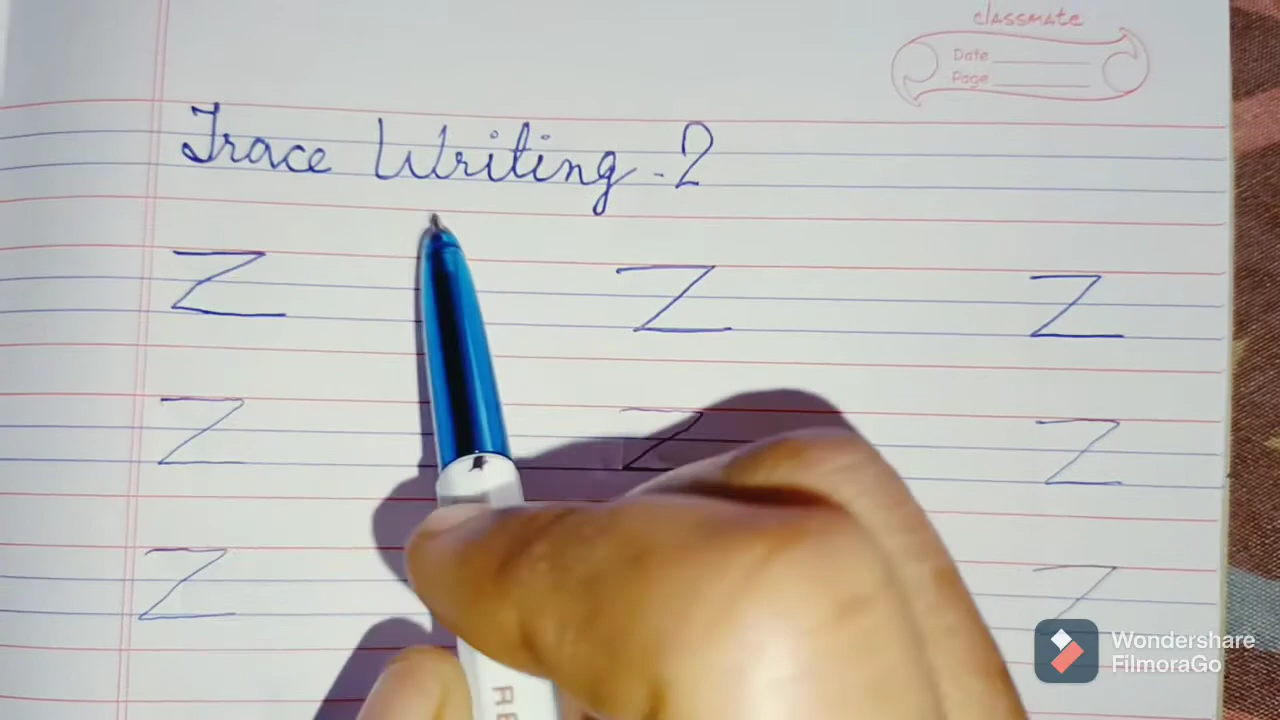 classmate
Date
Page
Trace Writing - 2
Z Z Z
Z Z Z
Z Z
Wondershare
FilmoraGo